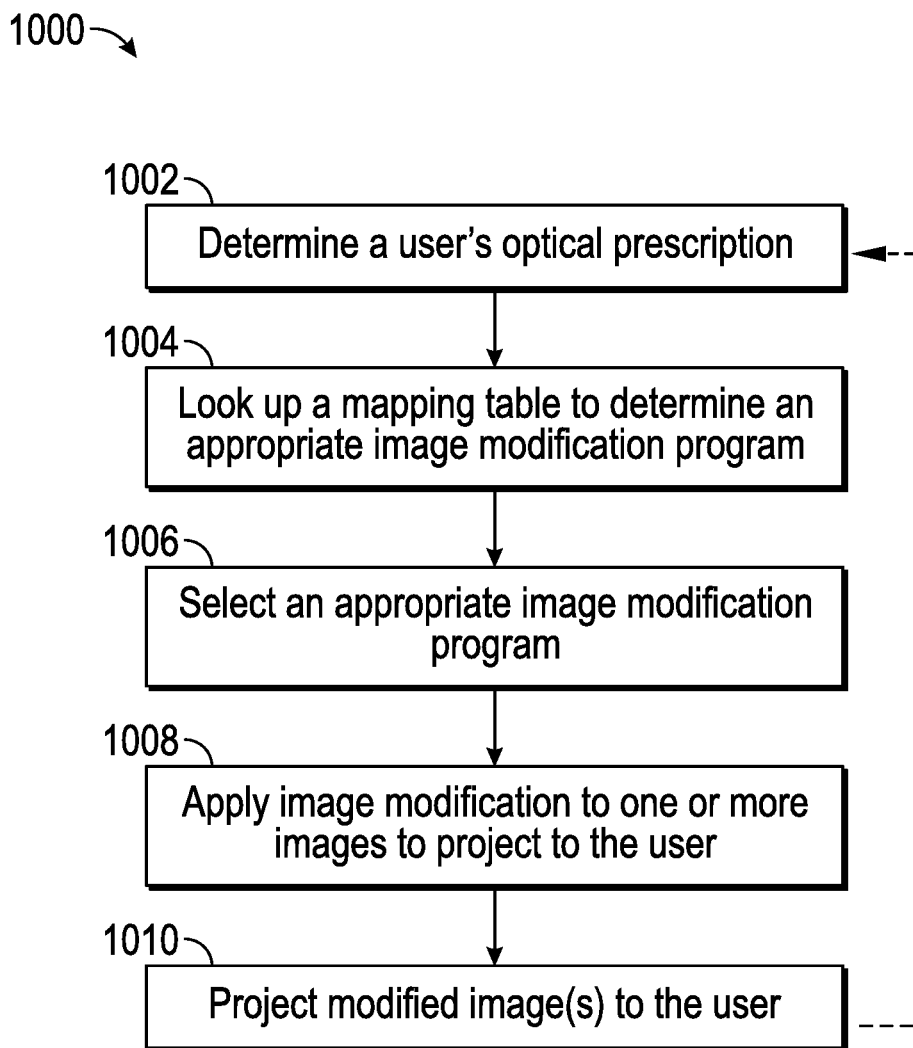 1000
1002
Determine a user's optical prescription
1004
Look up a mapping table to determine an
appropriate image modification program
1006
Select an appropriate image modification
program
1008
Apply image modification to one or more
images to project to the user
1010
Project modified image(s) to the user